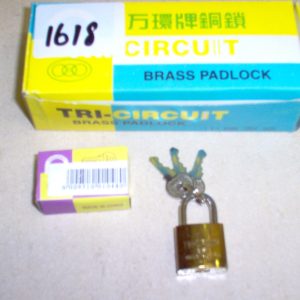 1618
万環牌銅鎖
CIRCUIT
BRASS PADLOCK
TRI-CIRCUIT
BRASS PADLOCK